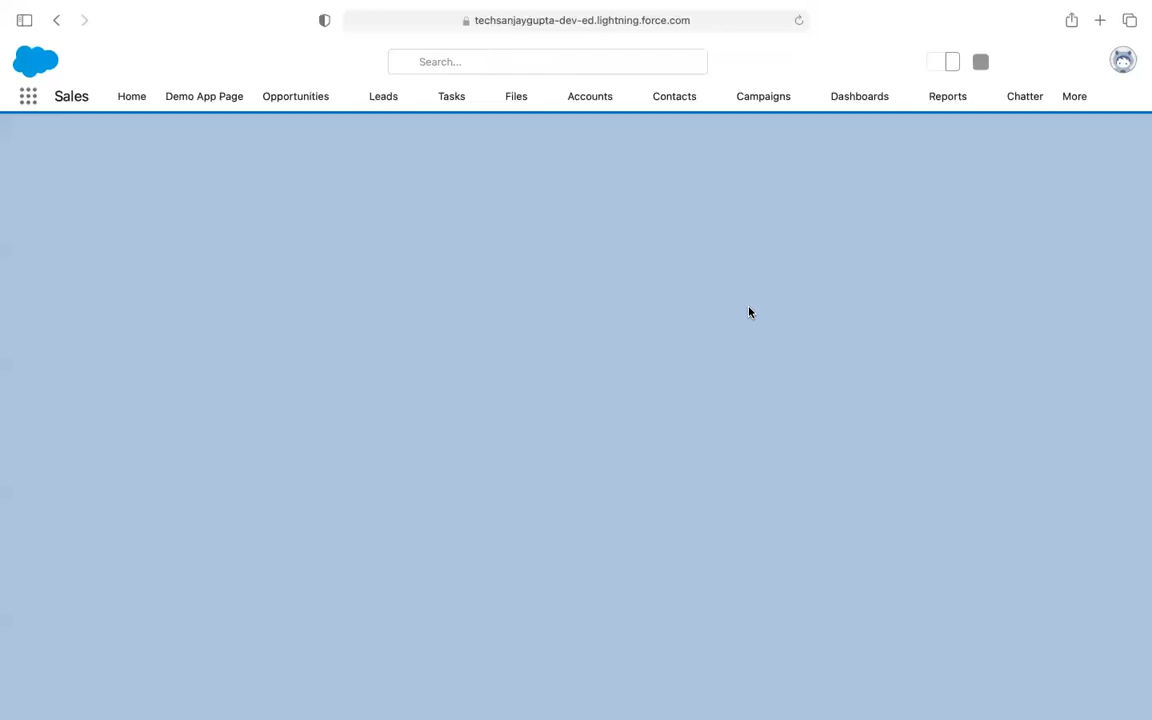 techsanjaygupta-dev-ed.lightning.force.com
Search...
Sales Home Demo App Page Opportunities Leads Tasks Files Accounts Contacts Campaigns Dashboards Reports Chatter More